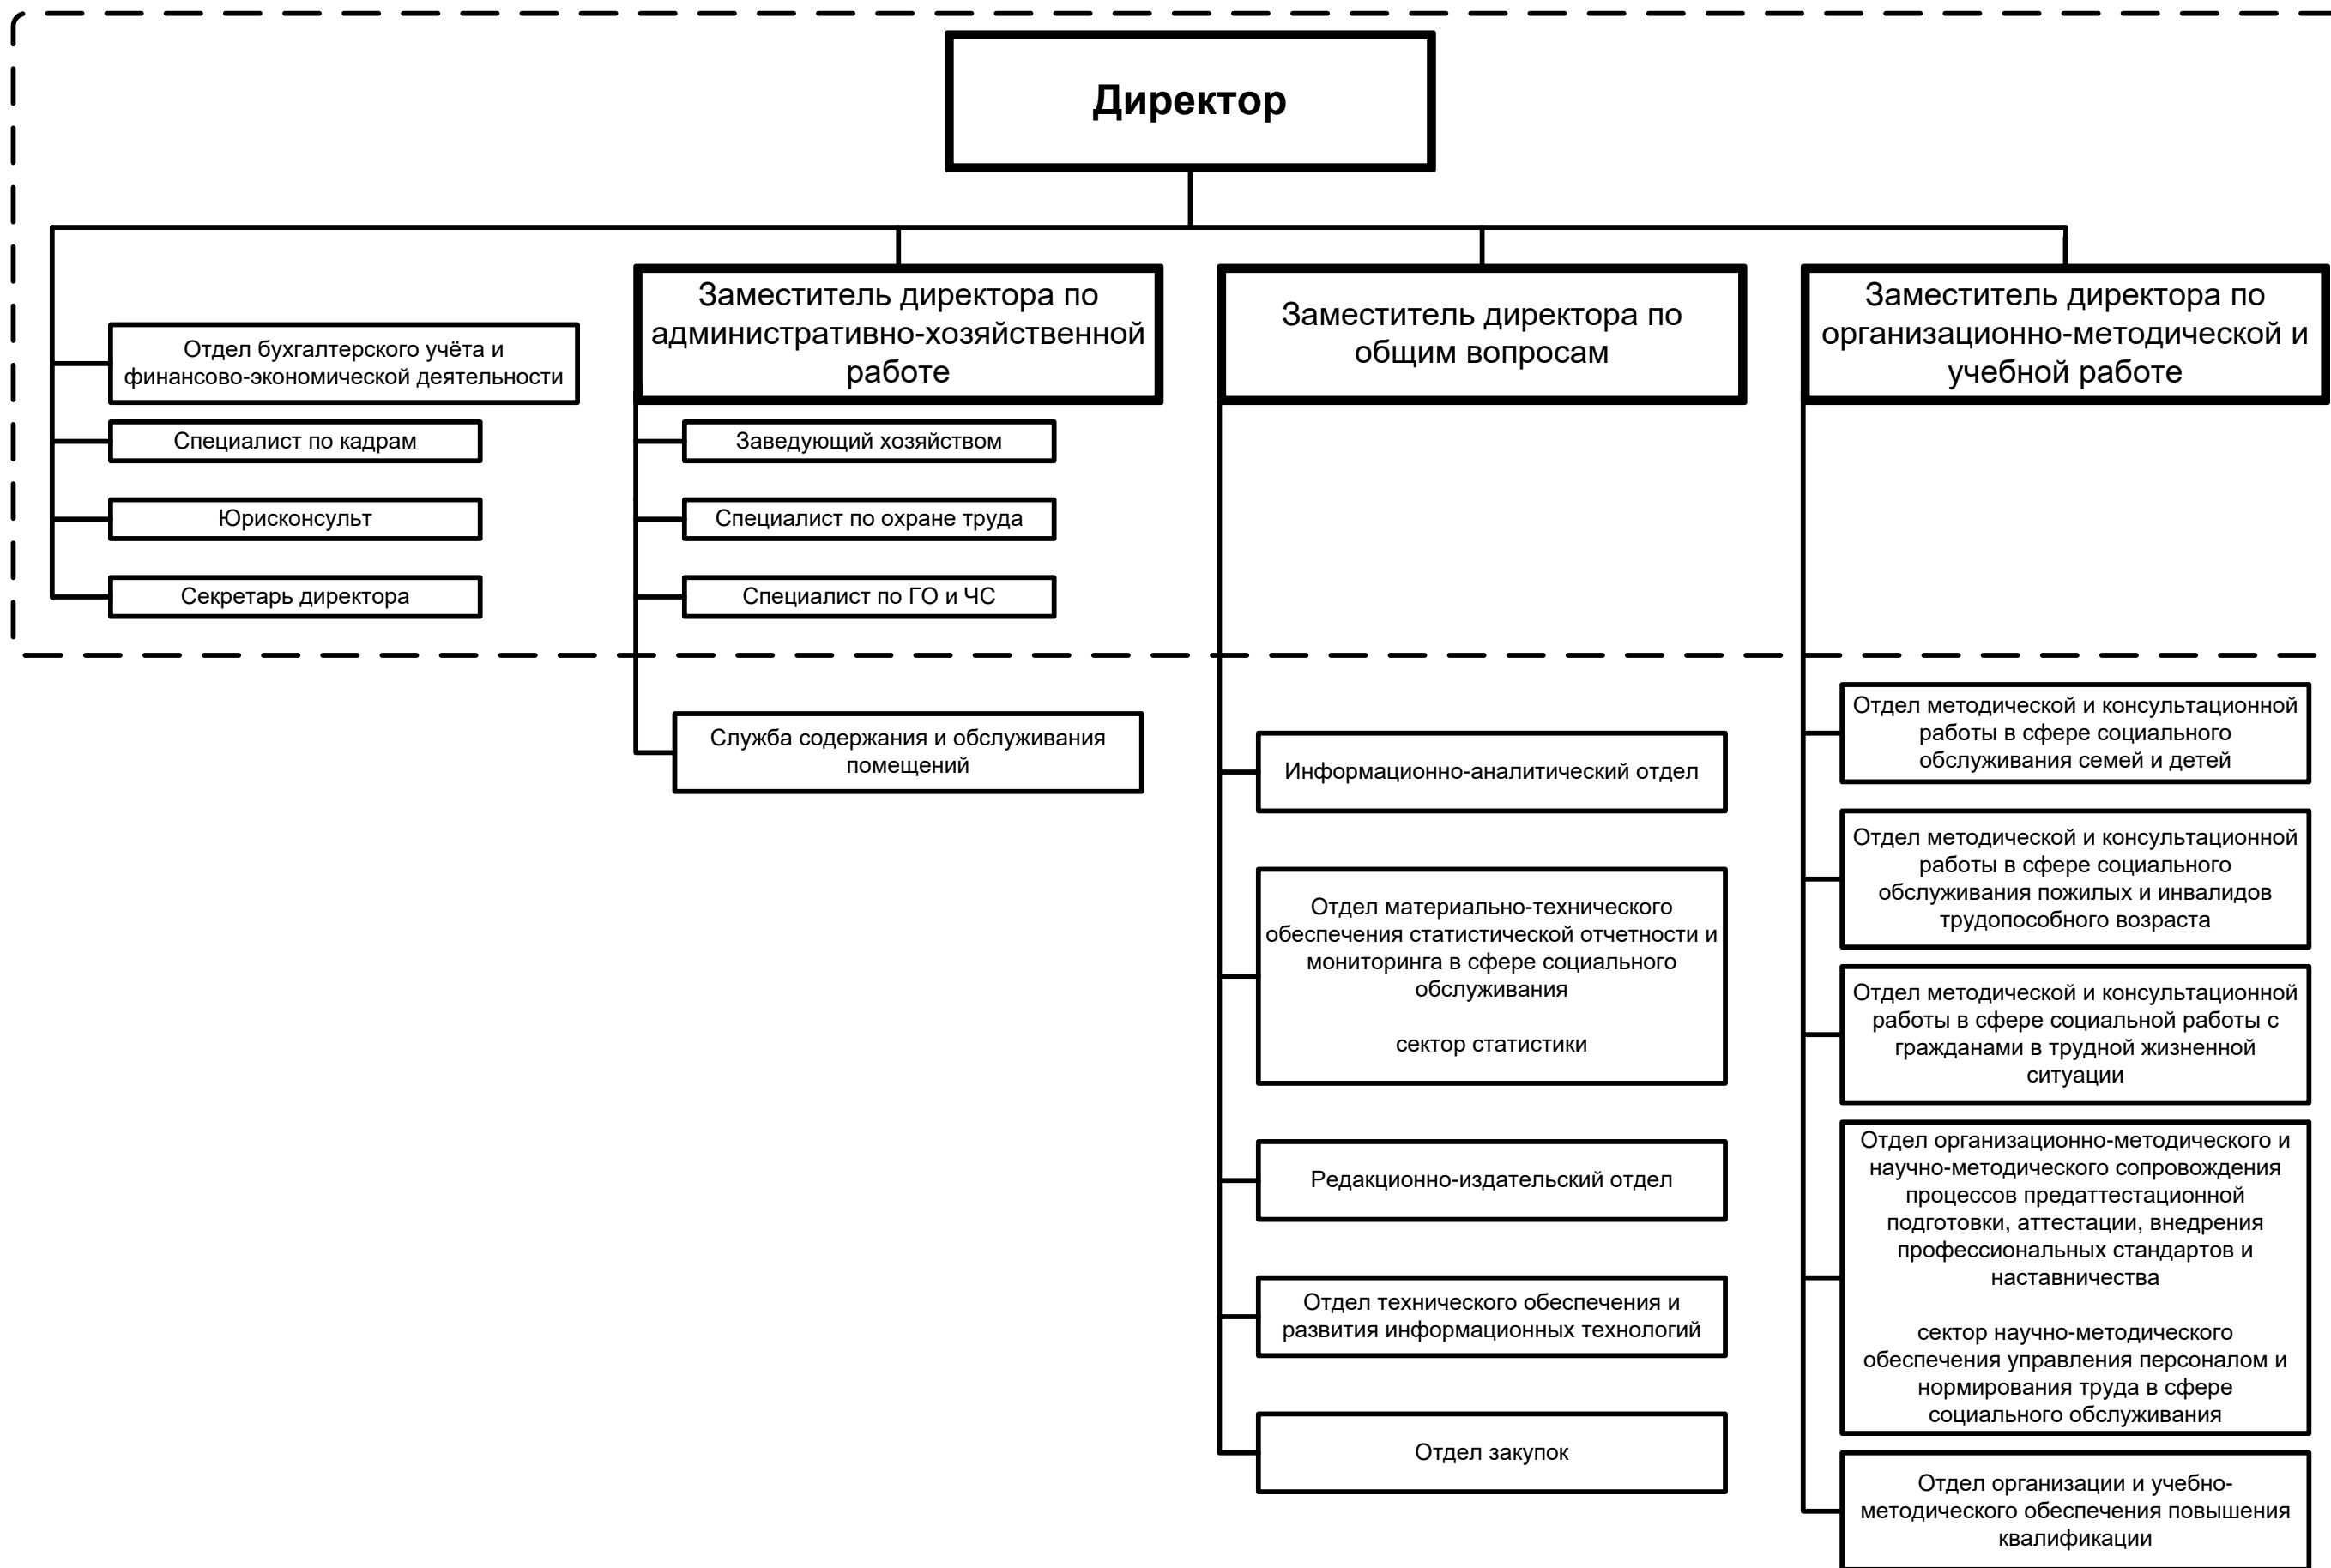 Директор
Отдел бухгалтерского учёта и
финансово-экономической деятельности
Специалист по кадрам
Юрисконсульт
Секретарь директора
Заместитель директора по
административно-хозяйственной
работе
Заведующий хозяйством
Специалист по охране труда
Специалист по ГО и ЧС
Служба содержания и обслуживания
помещений
Заместитель директора по
общим вопросам
Информационно-аналитический отдел
Отдел материально-технического
обеспечения статистической отчетности и
мониторинга в сфере социального
обслуживания
сектор статистики
Редакционно-издательский отдел
Отдел технического обеспечения и
развития информационных технологий
Отдел закупок
Заместитель директора по
организационно-методической и
учебной работе
Отдел методической и консультационной
работы в сфере социального
обслуживания семей и детей
Отдел методической и консультационной
работы в сфере социального
обслуживания пожилых и инвалидов
трудопособного возраста
Отдел методической и консультационной
работы в сфере социальной работы с
гражданами в трудной жизненной
ситуации
Отдел организационно-методического и
научно-методического сопровождения
процессов предаттестационной
подготовки, аттестации, внедрения
профессиональных стандартов и
наставничества
сектор научно-методического
обеспечения управления персоналом и
нормирования труда в сфере
социального обслуживания
Отдел организации и учебно-
методического обеспечения повышения
квалификации